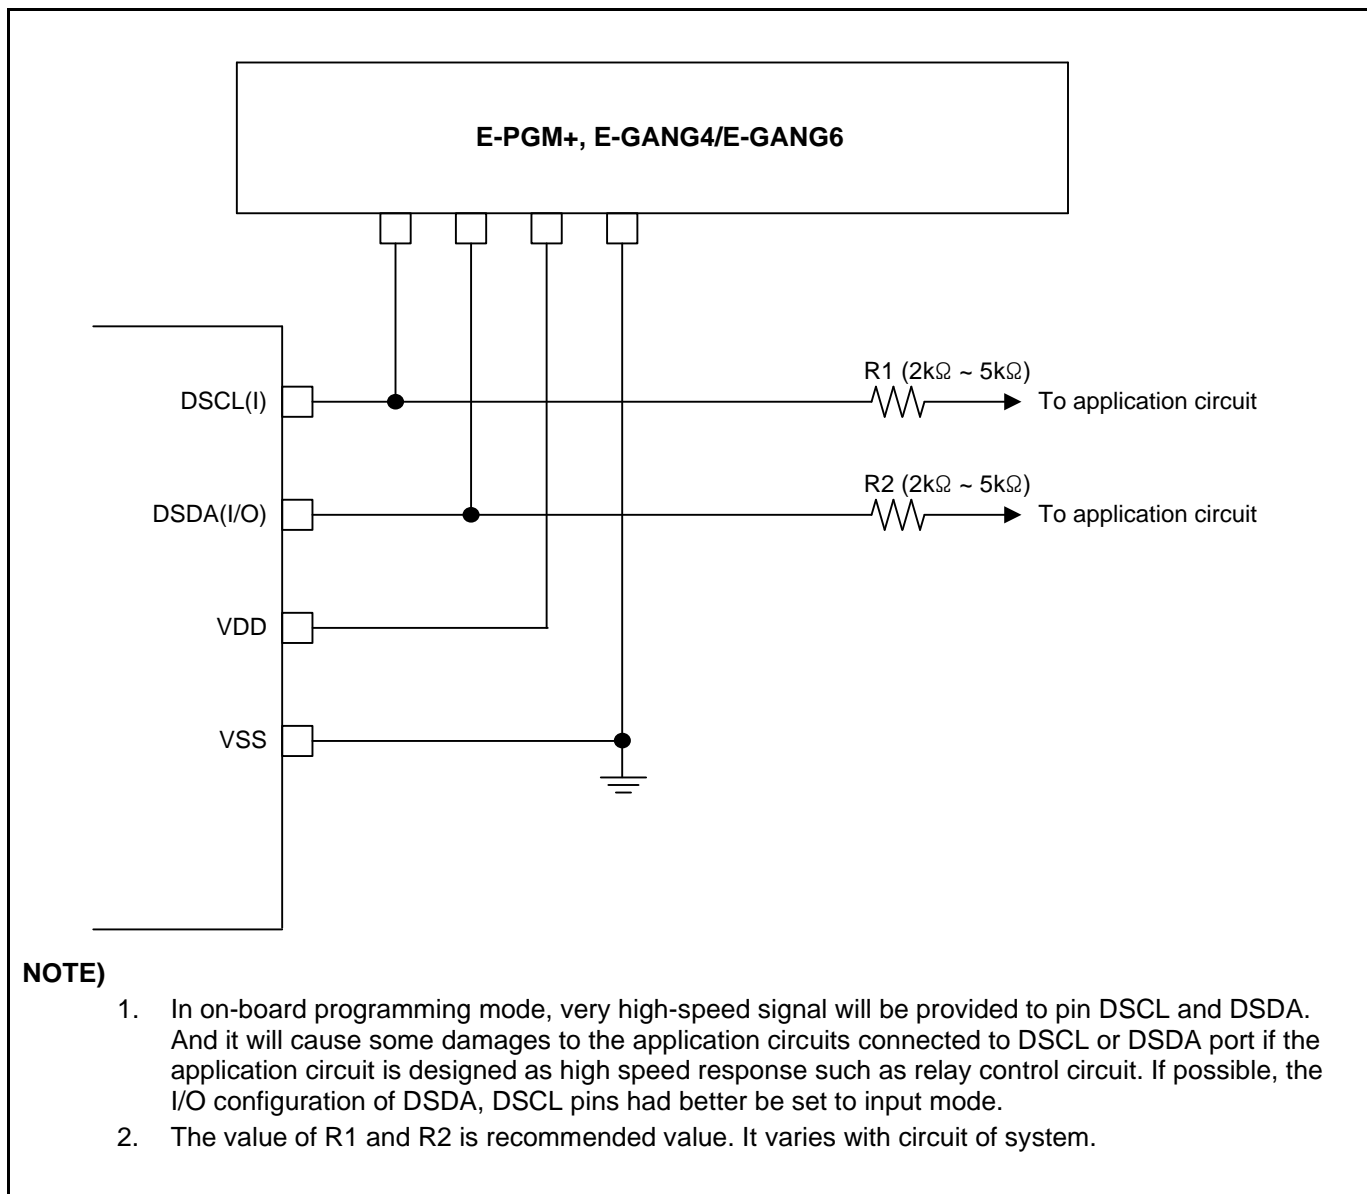 E-PGM+, E-GANG4/E-GANG6
R1 (2kΩ ~ 5kΩ)
DSCL(I)
To application circuit
R2 (2kΩ ~ 5kΩ)
DSDA(I/O)
To application circuit
VDD
VSS
NOTE)
1. In on-board programming mode, very high-speed signal will be provided to pin DSCL and DSDA.
And it will cause some damages to the application circuits connected to DSCL or DSDA port if the
application circuit is designed as high speed response such as relay control circuit. If possible, the
I/O configuration of DSDA, DSCL pins had better be set to input mode.
2. The value of R1 and R2 is recommended value. It varies with circuit of system.